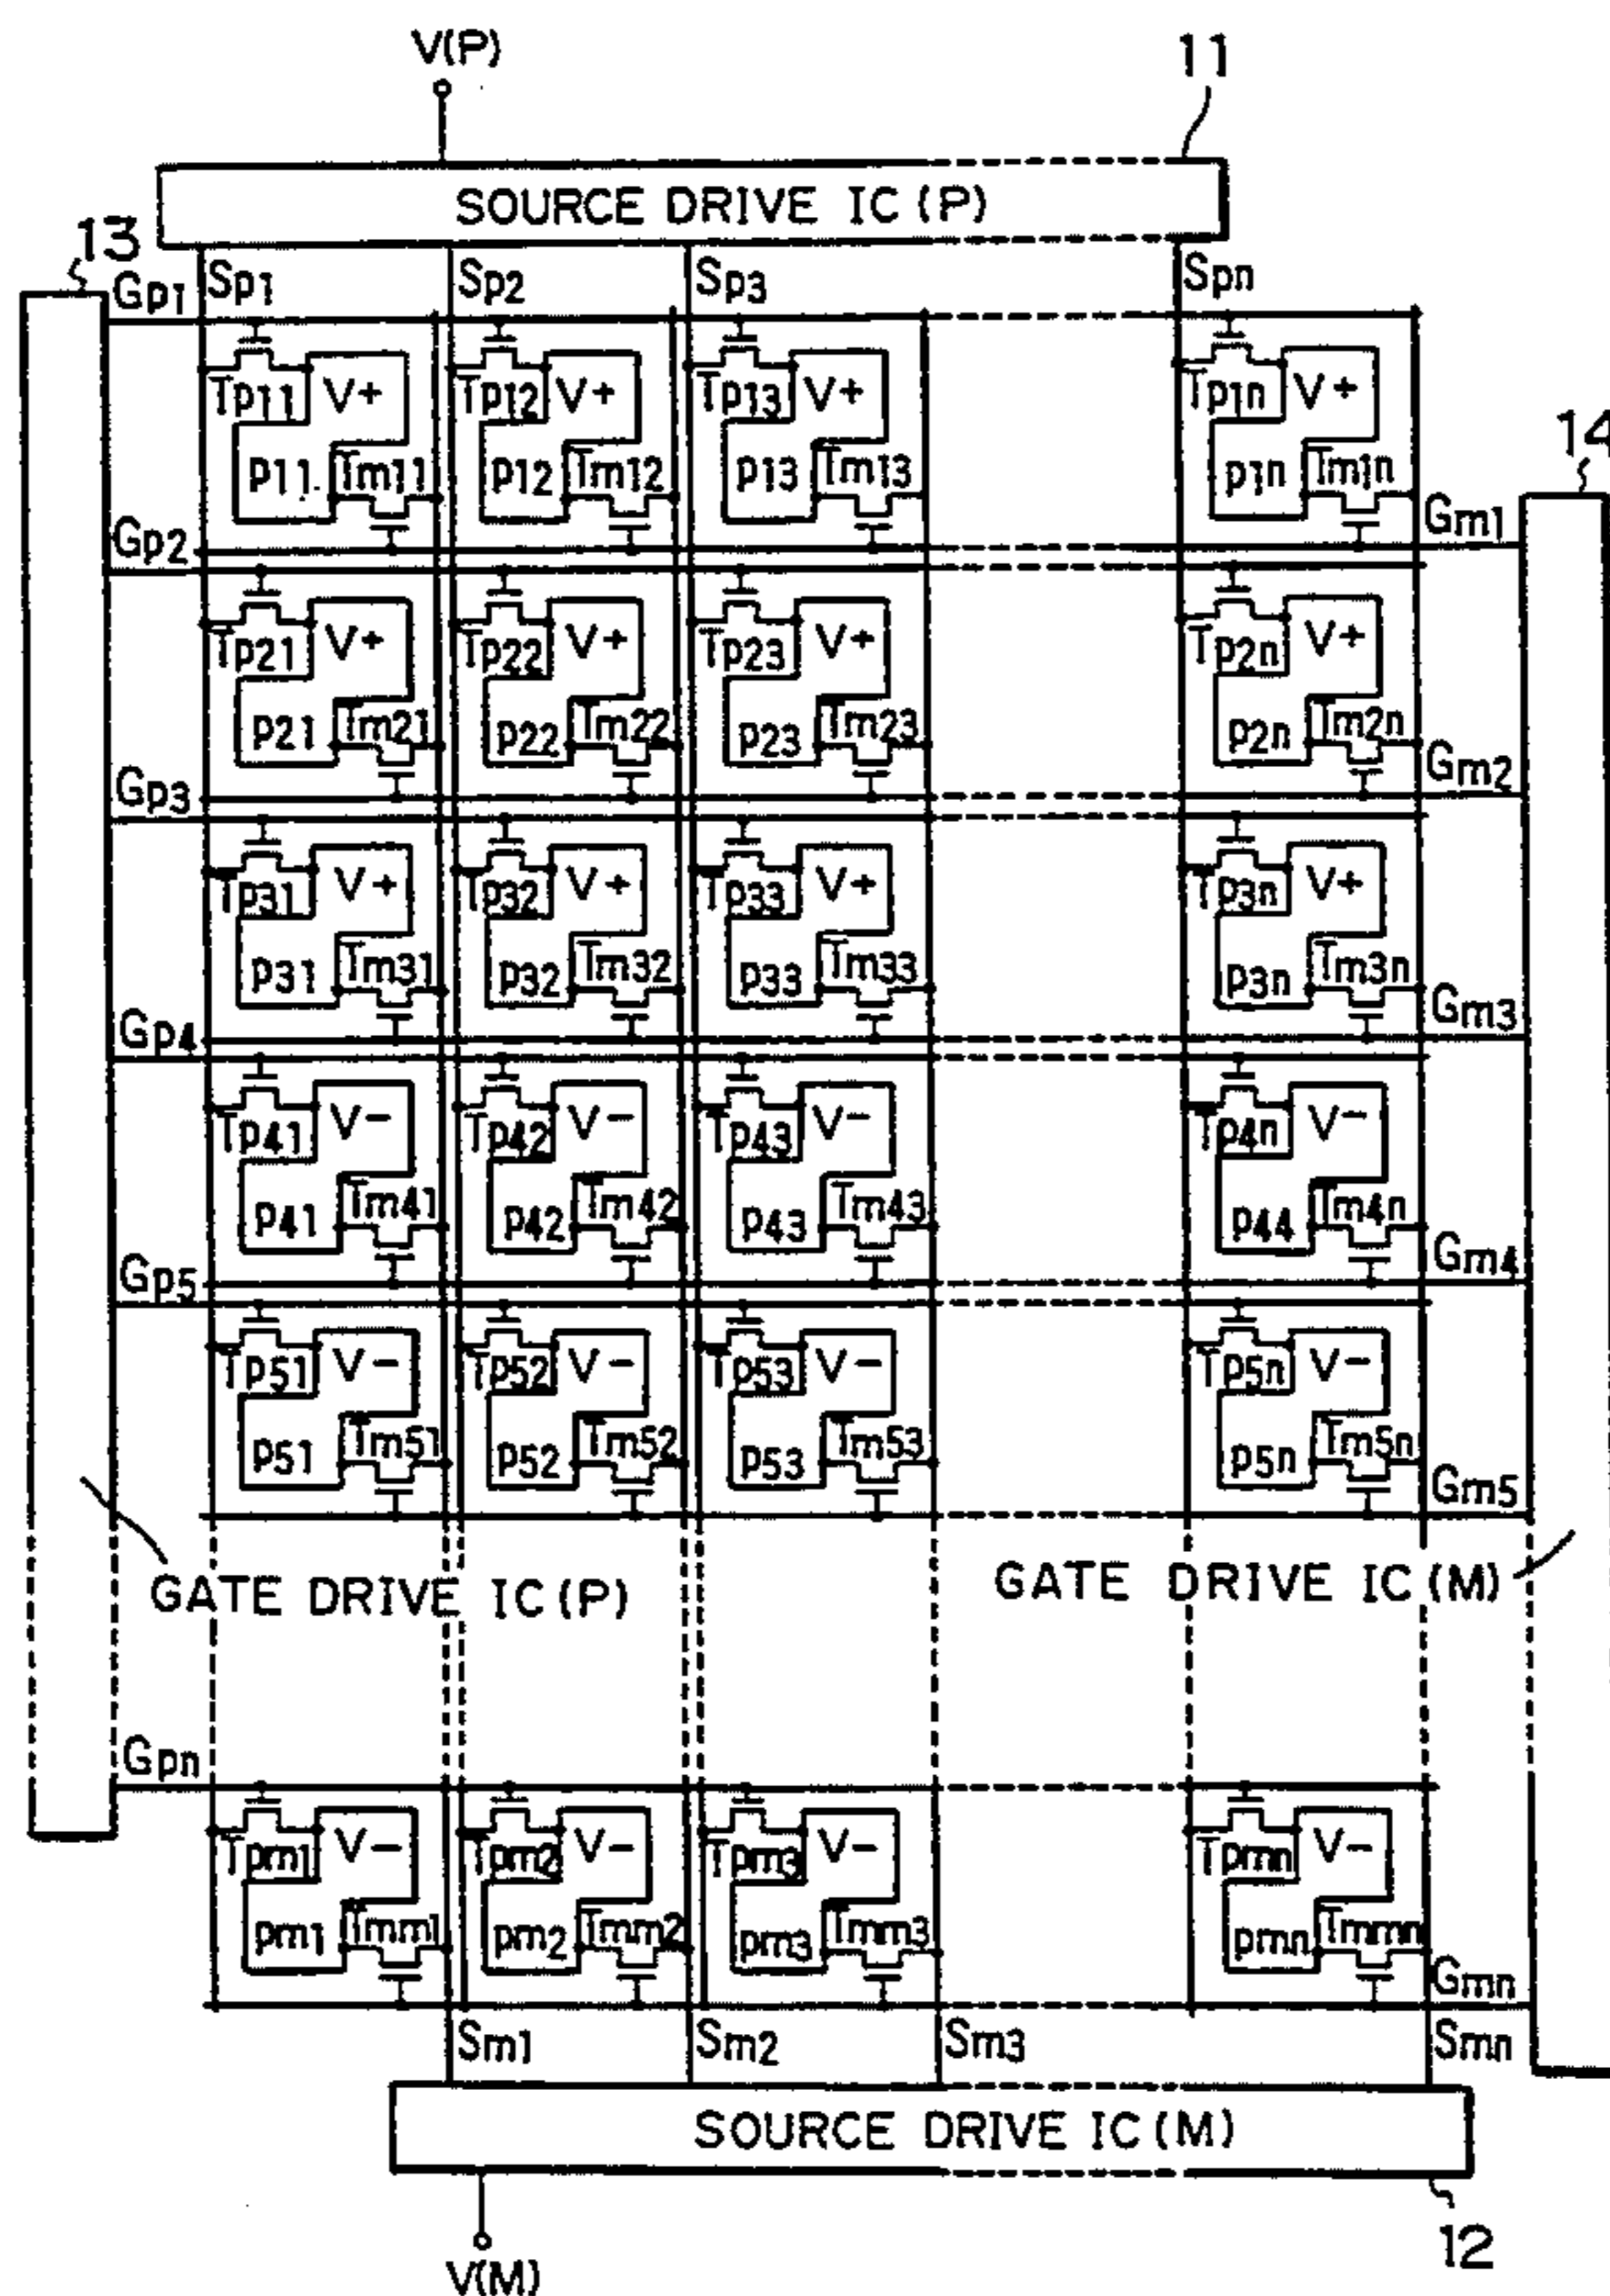 V(P)
11
SOURCE DRIVE IC (P)
13
Gp1 Sp1 Sp2 Sp3 Spn
Tp11 V+ Tp12 V+ Tp13 V+ Tp1n V+
14
p11 Tm11 p12 Tm12 p13 Tm13 p1n Tm1n
Gp2 Gm1
Tp21 V+ Tp22 V+ Tp23 V+ Tp2n V+
p21 Tm21 p22 Tm22 p23 Tm23 p2n Tm2n
Gp3 Gm2
Tp31 V+ Tp32 V+ Tp33 V+ Tp3n V+
p31 Tm31 p32 Tm32 p33 Tm33 p3n Tm3n
Gp4 Gm3
Tp41 V- Tp42 V- Tp43 V- Tp4n V-
p41 Tm41 p42 Tm42 p43 Tm43 p44 Tm4n
Gp5 Gm4
Tp51 V- Tp52 V- Tp53 V- Tp5n V-
p51 Tm51 p52 Tm52 p53 Tm53 p5n Tm5n
Gm5
GATE DRIVE IC (P) GATE DRIVE IC (M)
Gpn
Tpm1 V- Tpm2 V- Tpm3 V- Tpmn V-
pm1 Tmm1 pm2 Tmm2 pm3 Tmm3 pmn Tmmn
Gmn
Sm1 Sm2 Sm3 Smn
SOURCE DRIVE IC (M)
12
V(M)